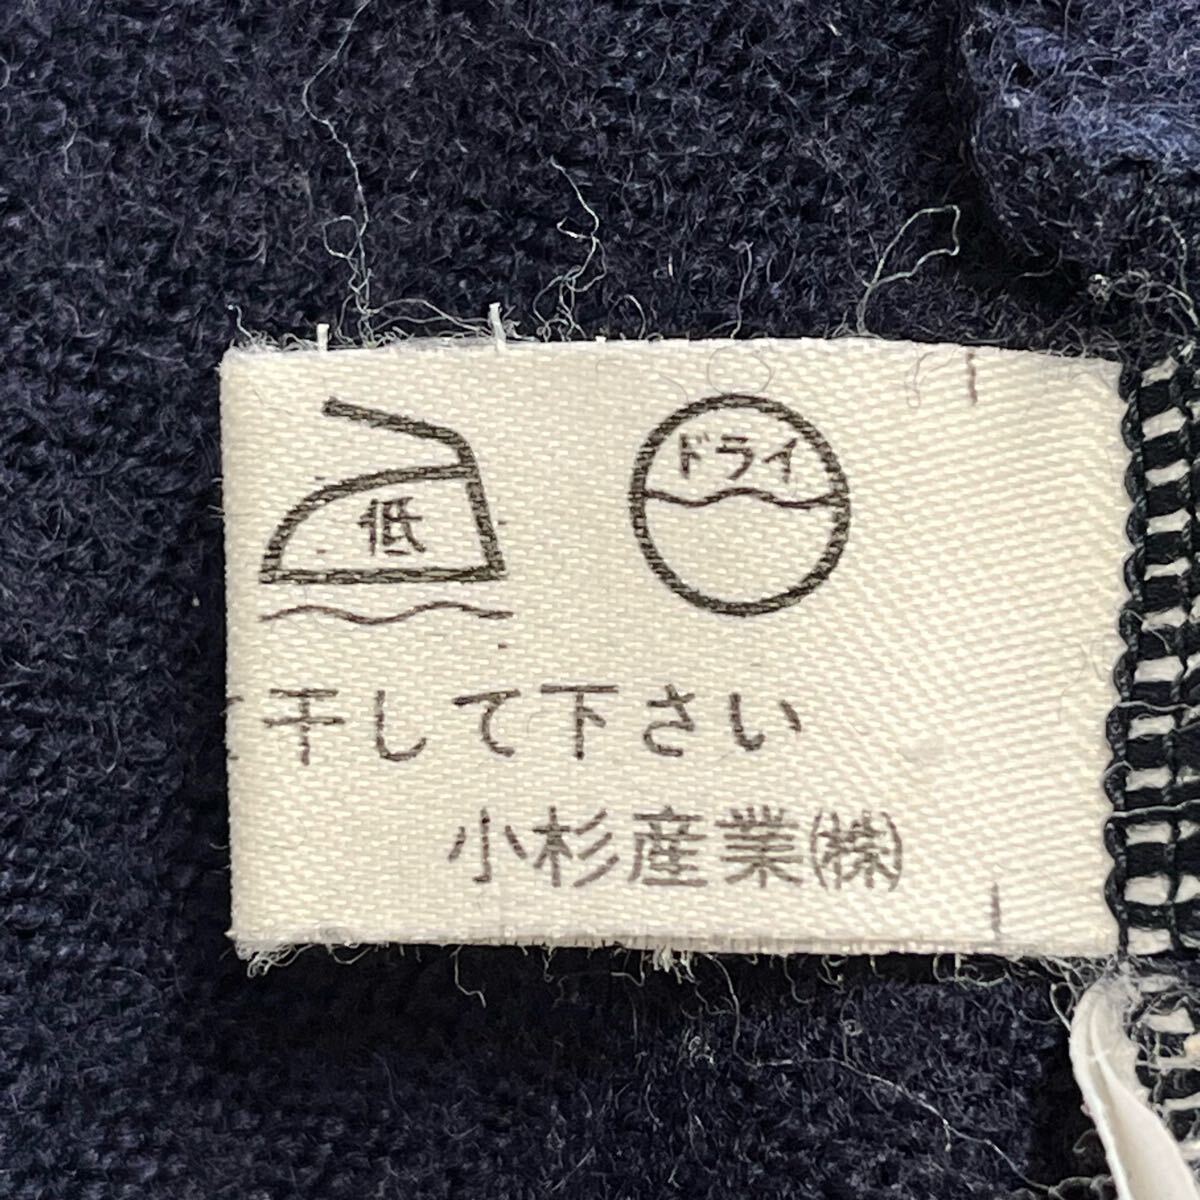 低
ドライ
干して下さい
小杉産業㈱